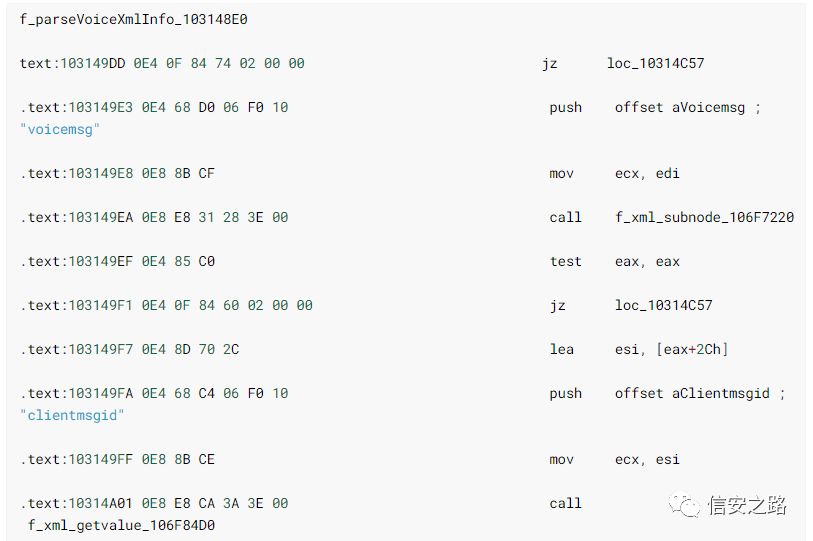 f_parseVoiceXmlInfo_103148E0
text:103149DD 0E4 0F 84 74 02 00 00 jz loc_10314C57
.text:103149E3 0E4 68 D0 06 F0 10 push offset aVoicemsg ;
"voicemsg"
.text:103149E8 0E8 8B CF mov ecx, edi
.text:103149EA 0E8 E8 31 28 3E 00 call f_xml_subnode_106F7220
.text:103149EF 0E4 85 C0 test eax, eax
.text:103149F1 0E4 0F 84 60 02 00 00 jz loc_10314C57
.text:103149F7 0E4 8D 70 2C lea esi, [eax+2Ch]
.text:103149FA 0E4 68 C4 06 F0 10 push offset aClientmsgid ;
"clientmsgid"
.text:103149FF 0E8 8B CE mov ecx, esi
.text:10314A01 0E8 E8 CA 3A 3E 00 call
f_xml_getvalue_106F84D0
信安之路